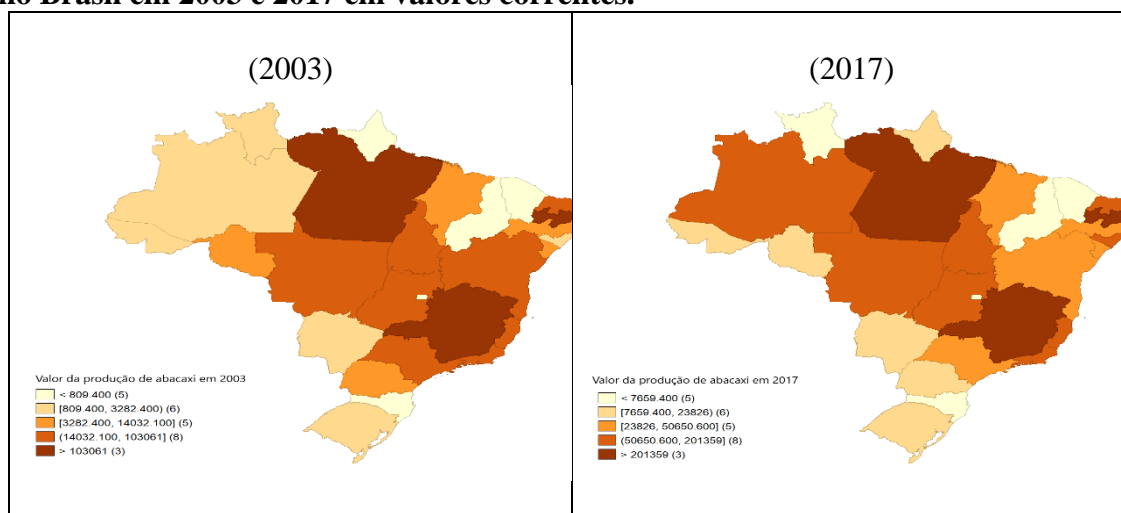 no Brasil em 2003 e 2017 em valores correntes.
(2003)
(2017)
Valor da produção de abacaxi em 2003
< 809.400 (5)
[809.400, 3282.400) (6)
[3282.400, 14032.100] (5)
(14032.100, 103061] (8)
> 103061 (3)
Valor da produção de abacaxi em 2017
< 7659.400 (5)
[7659.400, 23826) (6)
[23826, 50650.600] (5)
(50650.600, 201359] (8)
> 201359 (3)